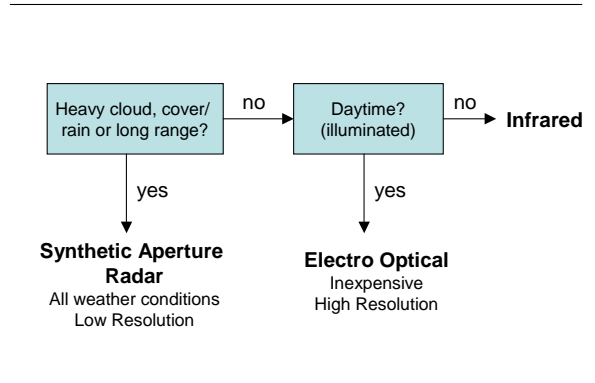 Heavy cloud, cover/
rain or long range?
no
Daytime?
(illuminated)
no
Infrared
yes
yes
Synthetic Aperture
Radar
All weather conditions
Low Resolution
Electro Optical
Inexpensive
High Resolution